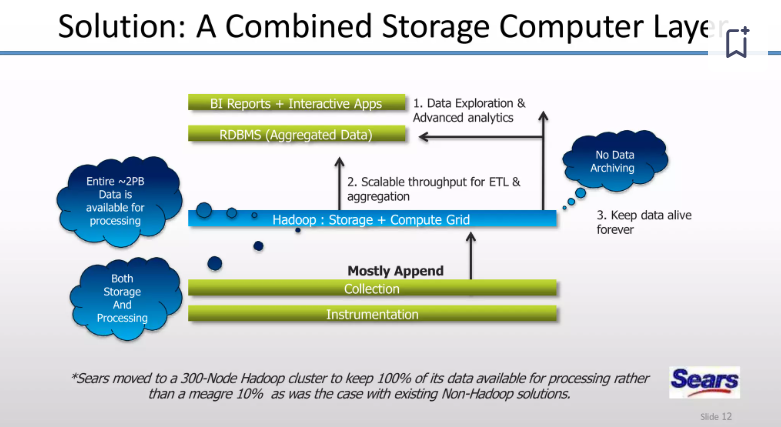 Solution: A Combined Storage Computer Layer
BI Reports + Interactive Apps
1. Data Exploration &
Advanced analytics
RDBMS (Aggregated Data)
No Data
Archiving
Entire ~2PB
Data is
available for
processing
2. Scalable throughput for ETL &
aggregation
3. Keep data alive
forever
Hadoop : Storage + Compute Grid
Both
Storage
And
Processing
Mostly Append
Collection
Instrumentation
*Sears moved to a 300-Node Hadoop cluster to keep 100% of its data available for processing rather
than a meagre 10% as was the case with existing Non-Hadoop solutions.
Sears
Slide 12